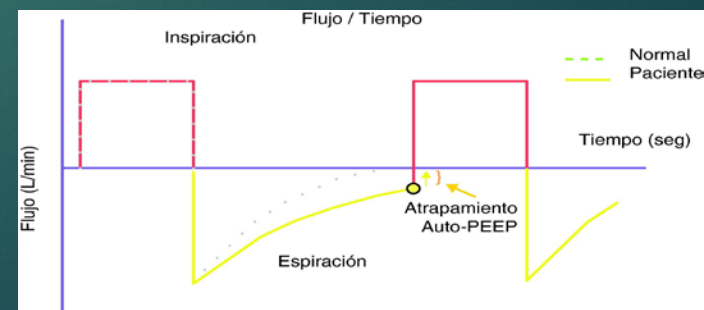 Flujo / Tiempo
Inspiración
Normal
Paciente
Tiempo (seg)
Flujo (L/min)
}
Atrapamiento
Auto-PEEP
Espiración